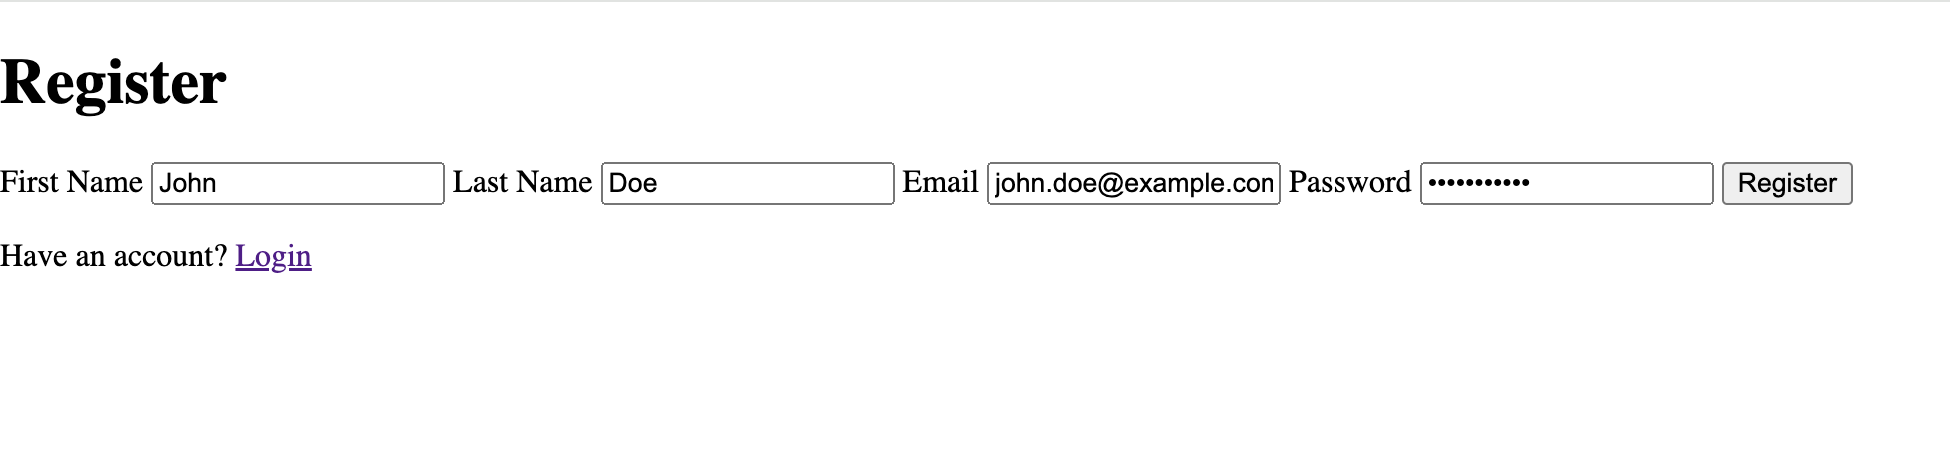 Register
First Name John Last Name Doe Email john.doe@example.con Password ••••••••••• Register
Have an account? Login